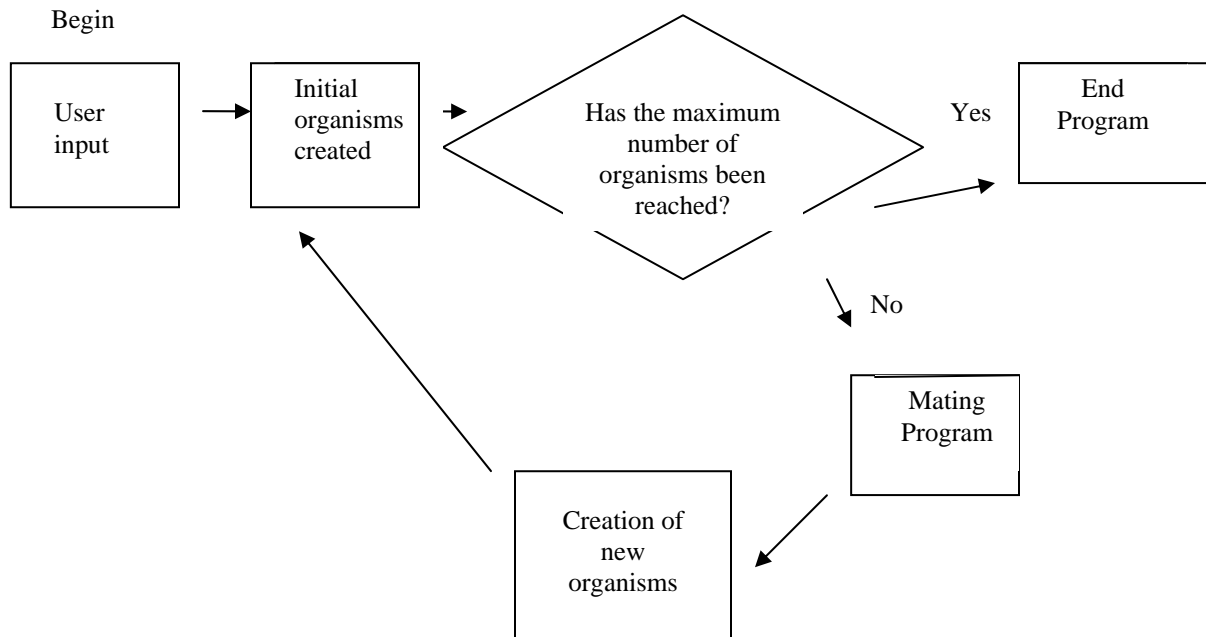 Begin
User
input
Initial
organisms
created
Has the maximum
number of
organisms been
reached?
Yes
End
Program
No
Mating
Program
Creation of
new
organisms